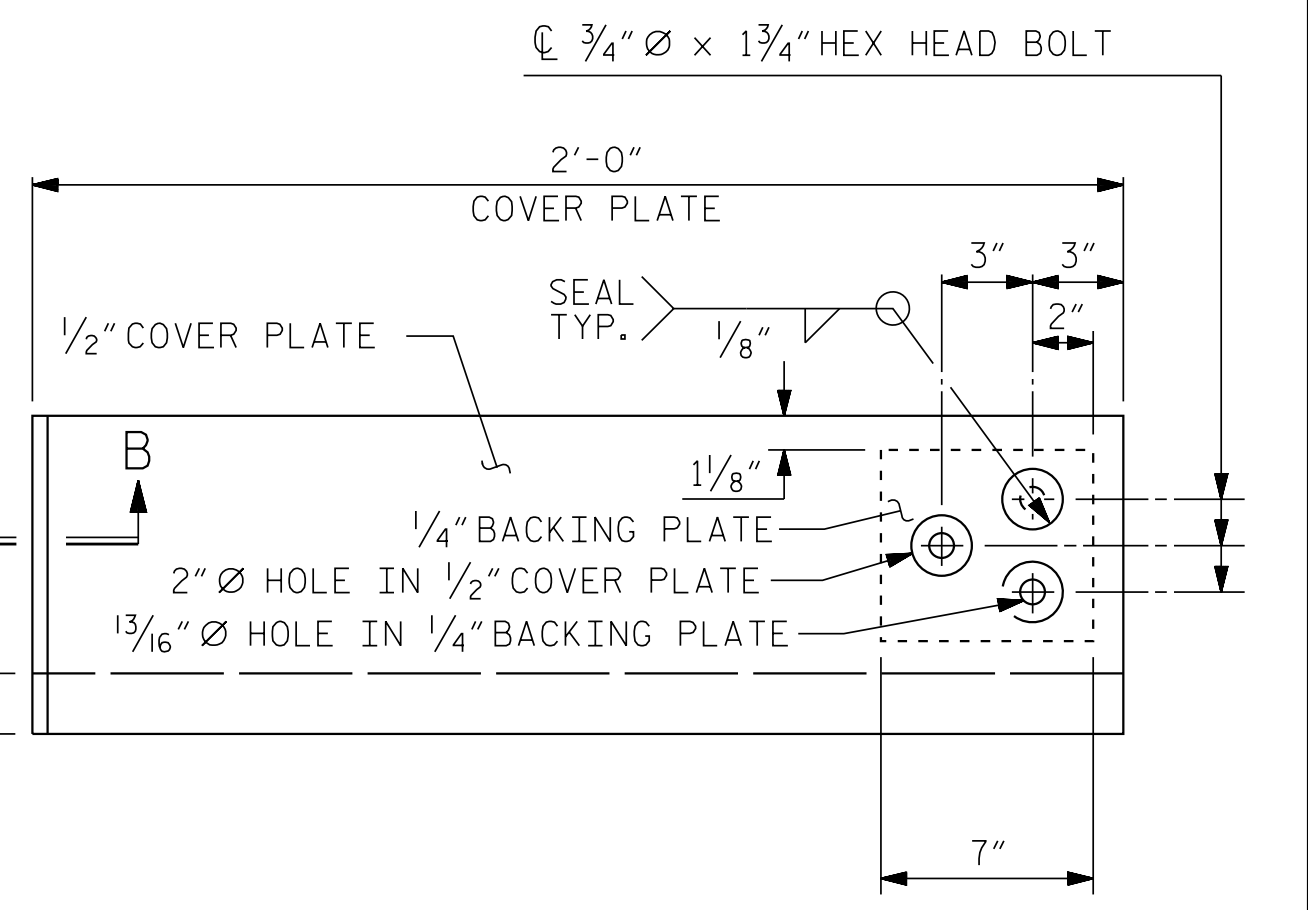 ℄ 3/4"Ø x 1 3/4" HEX HEAD BOLT
2'-0"
COVER PLATE
3" 3"
SEAL
TYP.
1/8"
2"
1/2" COVER PLATE
B
1 1/8"
1/4" BACKING PLATE
2" Ø HOLE IN 1/2" COVER PLATE
13/16" Ø HOLE IN 1/4" BACKING PLATE
7"